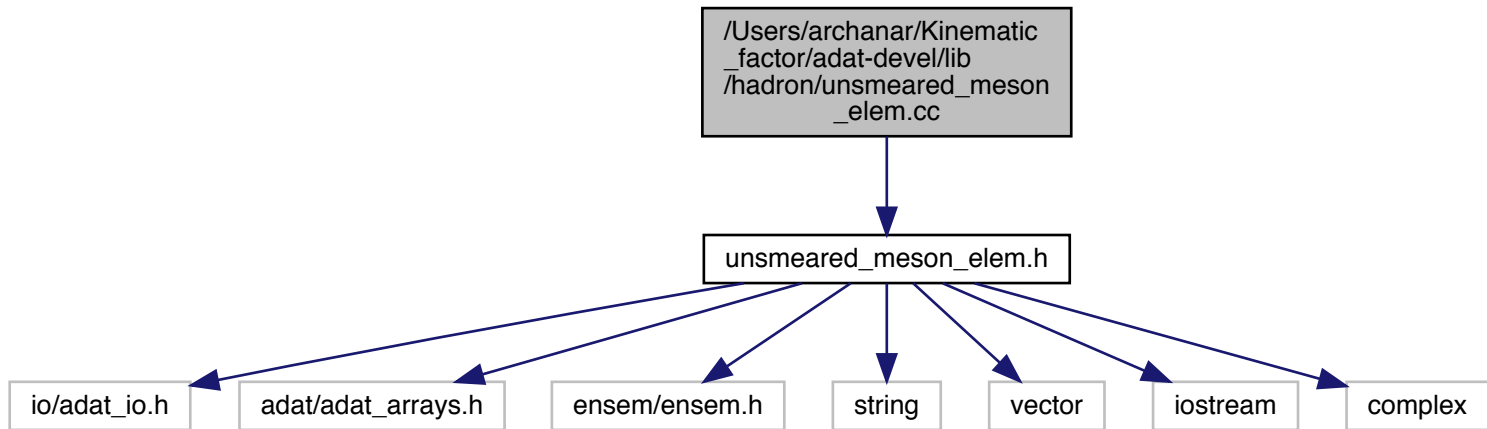 /Users/archanar/Kinematic
_factor/adat-devel/lib
/hadron/unsmeared_meson
_elem.cc
unsmeared_meson_elem.h
io/adat_io.h
adat/adat_arrays.h
ensem/ensem.h
string
vector
iostream
complex